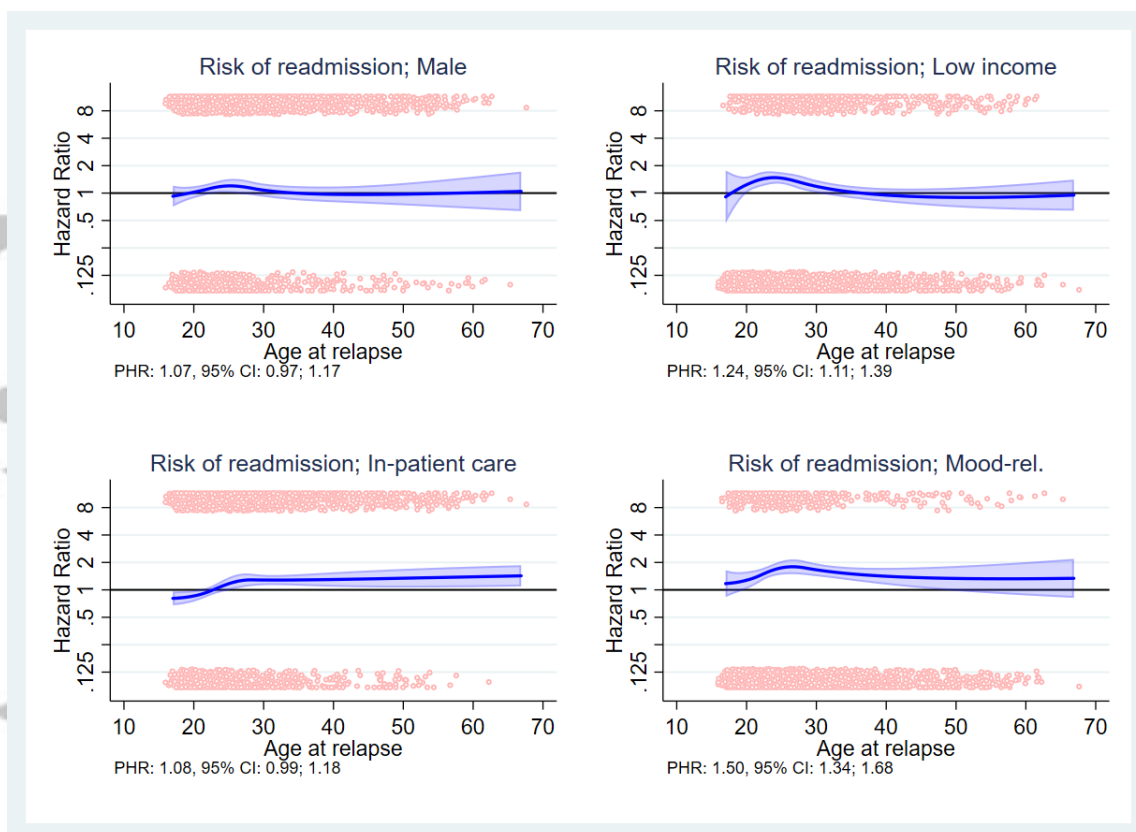 Risk of readmission; Male
Hazard Ratio
8
4
2
1
.5
.125
10 20 30 40 50 60 70
Age at relapse
PHR: 1.07, 95% CI: 0.97; 1.17
Risk of readmission; Low income
Hazard Ratio
8
4
2
1
.5
.125
10 20 30 40 50 60 70
Age at relapse
PHR: 1.24, 95% CI: 1.11; 1.39
Risk of readmission; In-patient care
Hazard Ratio
8
4
2
1
.5
.125
10 20 30 40 50 60 70
Age at relapse
PHR: 1.08, 95% CI: 0.99; 1.18
Risk of readmission; Mood-rel.
Hazard Ratio
8
4
2
1
.5
.125
10 20 30 40 50 60 70
Age at relapse
PHR: 1.50, 95% CI: 1.34; 1.68